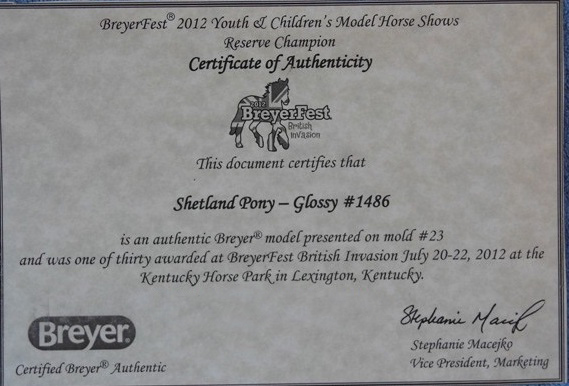 BreyerFest® 2012 Youth & Children's Model Horse Shows
Reserve Champion
Certificate of Authenticity
2012
BreyerFest
British
Invasion
This document certifies that
Shetland Pony – Glossy #1486
is an authentic Breyer® model presented on mold #23
and was one of thirty awarded at BreyerFest British Invasion July 20-22, 2012 at the
Kentucky Horse Park in Lexington, Kentucky.
Stephanie Macejko
Breyer®
Stephanie Macejko
Certified Breyer® Authentic
Vice President, Marketing